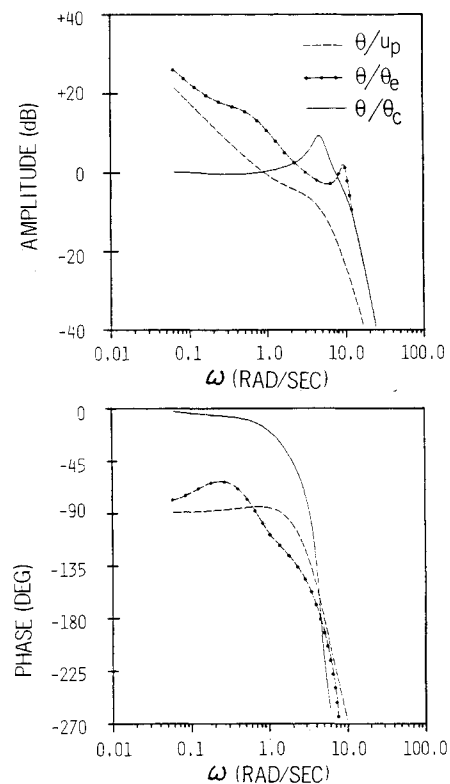 θ/u_p
θ/θ_e
θ/θ_c
+40
+20
0
-20
-40
AMPLITUDE (dB)
0.01 0.1 1.0 10.0 100.0
ω (RAD/SEC)
0
-45
-90
-135
-180
-225
-270
PHASE (DEG)
0.01 0.1 1.0 10.0 100.0
ω (RAD/SEC)